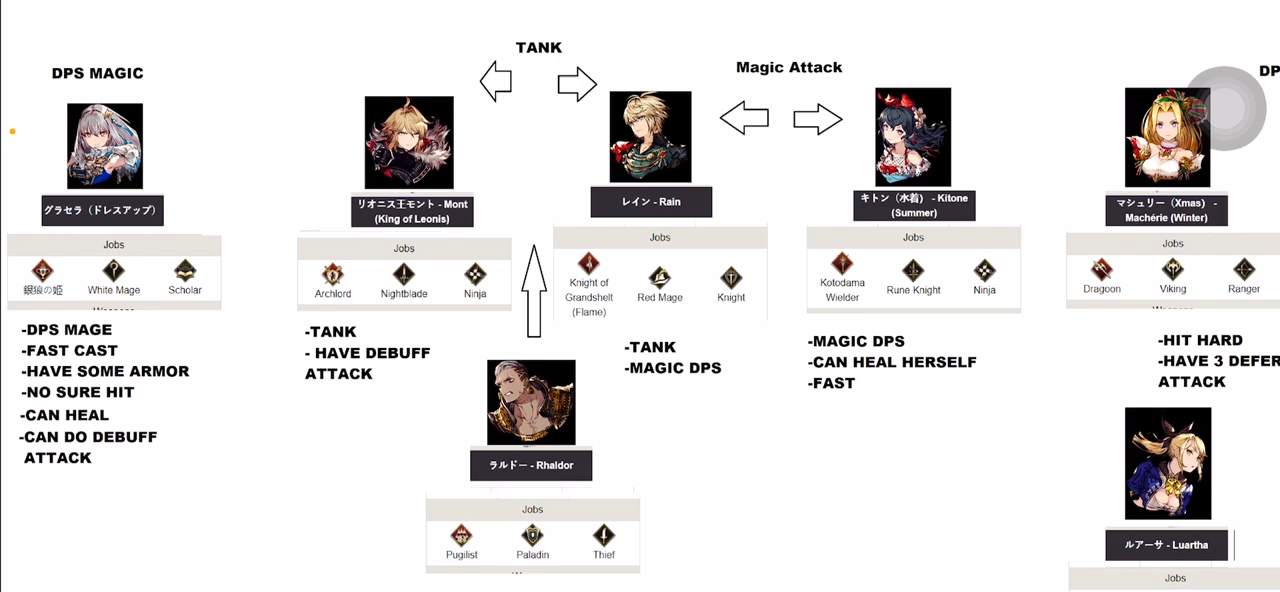 TANK
DPS MAGIC
Magic Attack
グラセラ（ドレスアップ）
Jobs
銀狼の姫
White Mage
Scholar
-DPS MAGE
-FAST CAST
-HAVE SOME ARMOR
-NO SURE HIT
-CAN HEAL
-CAN DO DEBUFF
ATTACK
リオニス王モント - Mont
(King of Leonis)
Jobs
Archlord
Nightblade
Ninja
-TANK
- HAVE DEBUFF
ATTACK
レイン - Rain
Jobs
Knight of
Grandshelt
(Flame)
Red Mage
Knight
-TANK
-MAGIC DPS
ラルドー - Rhaldor
Jobs
Pugilist
Paladin
Thief
キトン（水着） - Kitone
(Summer)
Jobs
Kotodama
Wielder
Rune Knight
Ninja
-MAGIC DPS
-CAN HEAL HERSELF
-FAST
DP
マシュリー（Xmas） -
Machérie (Winter)
Jobs
Dragoon
Viking
Ranger
-HIT HARD
-HAVE 3 DEFER
ATTACK
ルアーサ - Luartha
Jobs